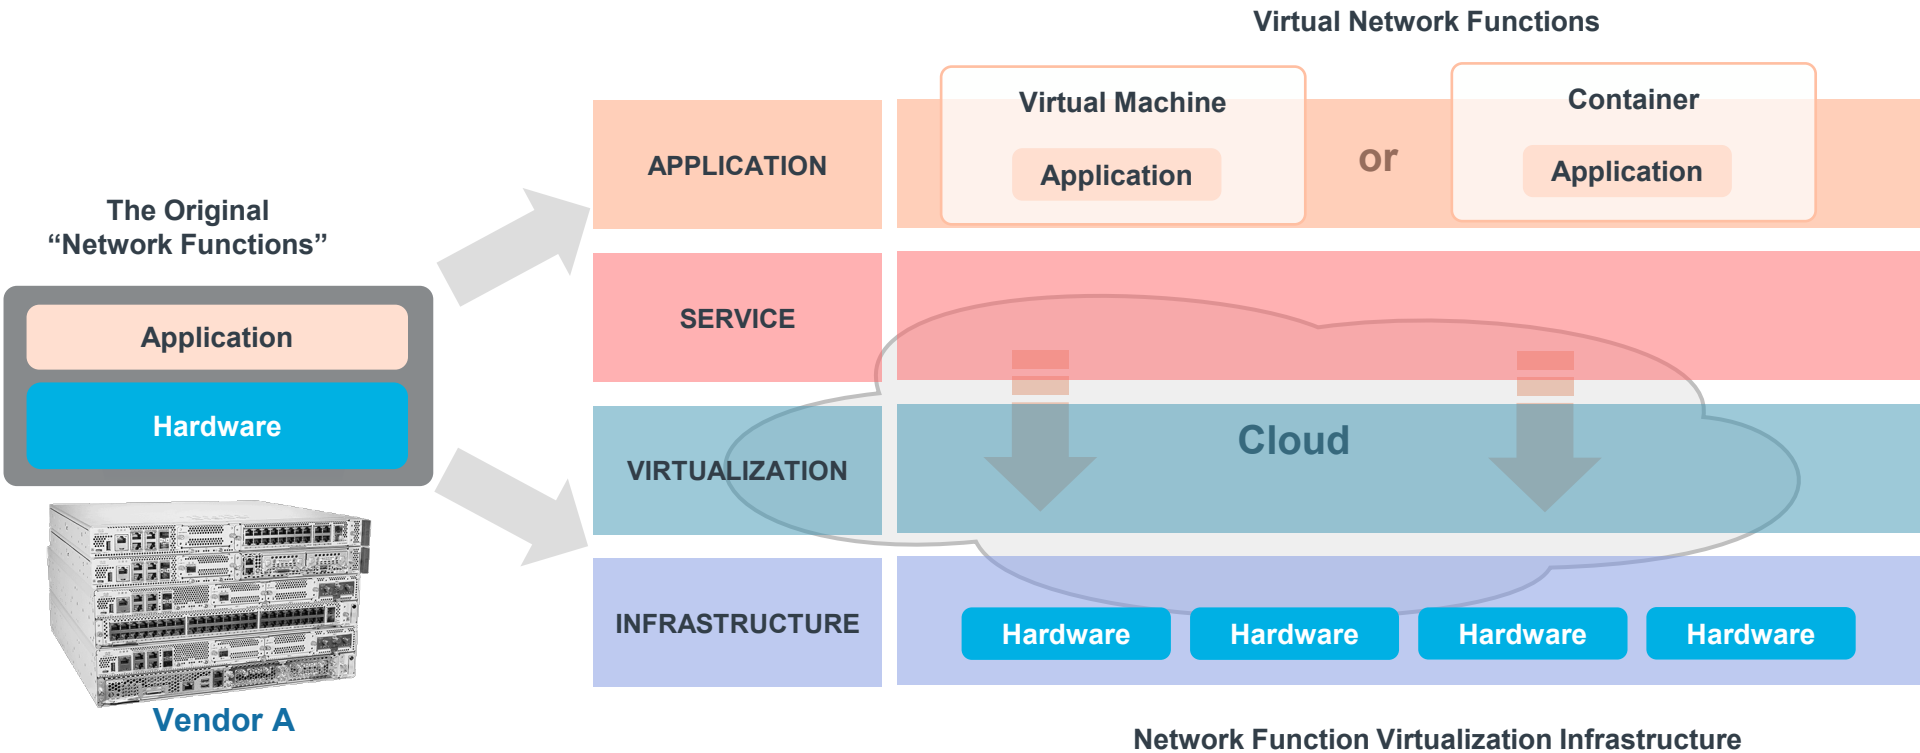 Virtual Network Functions
Virtual Machine
Container
APPLICATION
Application
or
Application
The Original
“Network Functions”
Application
Hardware
Vendor A
SERVICE
VIRTUALIZATION
Cloud
INFRASTRUCTURE
Hardware
Hardware
Hardware
Hardware
Network Function Virtualization Infrastructure